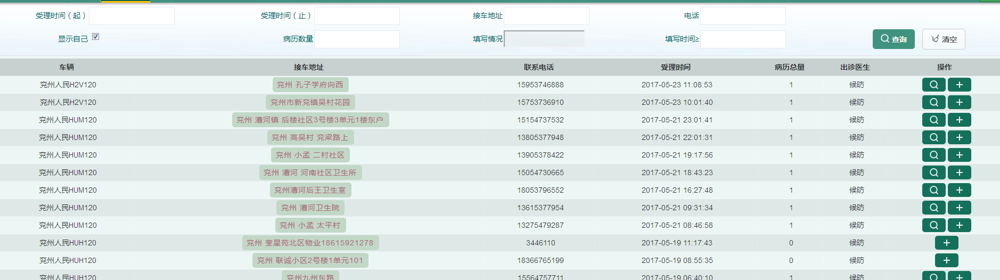 受理时间（起） 受理时间（止） 接车地址 电话
显示自己 病历数量 填写情况 填写时间≥ 查询 清空
车辆 接车地址 联系电话 受理时间 病历总量 出诊医生 操作
兖州人民H2V120 兖州 孔子学府向西 15953746888 2017-05-23 11:08:53 1 候昉
兖州人民H2V120 兖州市新兖镇吴村花园 15753736910 2017-05-23 10:01:40 1 候昉
兖州人民HUM120 兖州 漕河镇 后楼社区3号楼3单元1楼东户 15154737532 2017-05-21 23:01:41 1 候昉
兖州人民HUM120 兖州 高吴村 兖梁路上 13805377948 2017-05-21 22:01:31 1 候昉
兖州人民HUM120 兖州 小孟 二村社区 13905378422 2017-05-21 19:17:56 1 候昉
兖州人民HUM120 兖州 漕河 河南社区卫生所 15054730665 2017-05-21 18:43:23 1 候昉
兖州人民HUM120 兖州漕河后王卫生室 18053796552 2017-05-21 16:27:48 1 候昉
兖州人民HUM120 兖州 漕河卫生院 13615377954 2017-05-21 09:31:34 1 候昉
兖州人民HUM120 兖州 小孟 太平村 13275479287 2017-05-21 08:46:58 1 候昉
兖州人民HUH120 兖州 奎星苑北区物业18615921278 3446110 2017-05-19 11:17:43 0 候昉
兖州人民HUH120 兖州 联诚小区2号楼1单元101 18366765199 2017-05-19 08:55:35 0 候昉
兖州人民HUH120 兖州九州东路 15564757711 2017-05-19 06:40:10 1 候昉